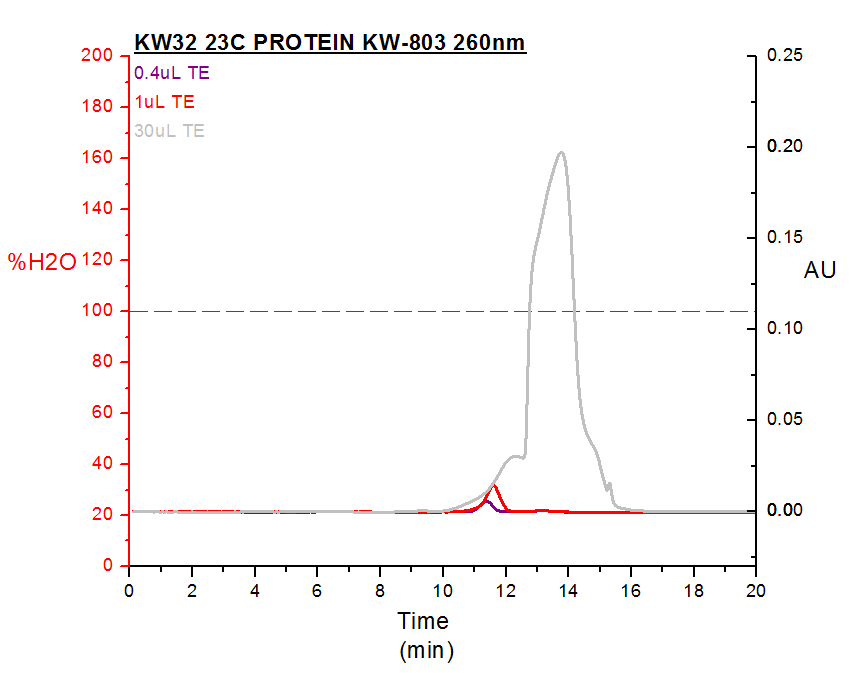 KW32 23C PROTEIN KW-803 260nm
0.4uL TE
1uL TE
30uL TE
200
180
160
140
120
100
80
60
40
20
0
%H2O
0.25
0.20
0.15
0.10
0.05
0.00
AU
0 2 4 6 8 10 12 14 16 18 20
Time
(min)